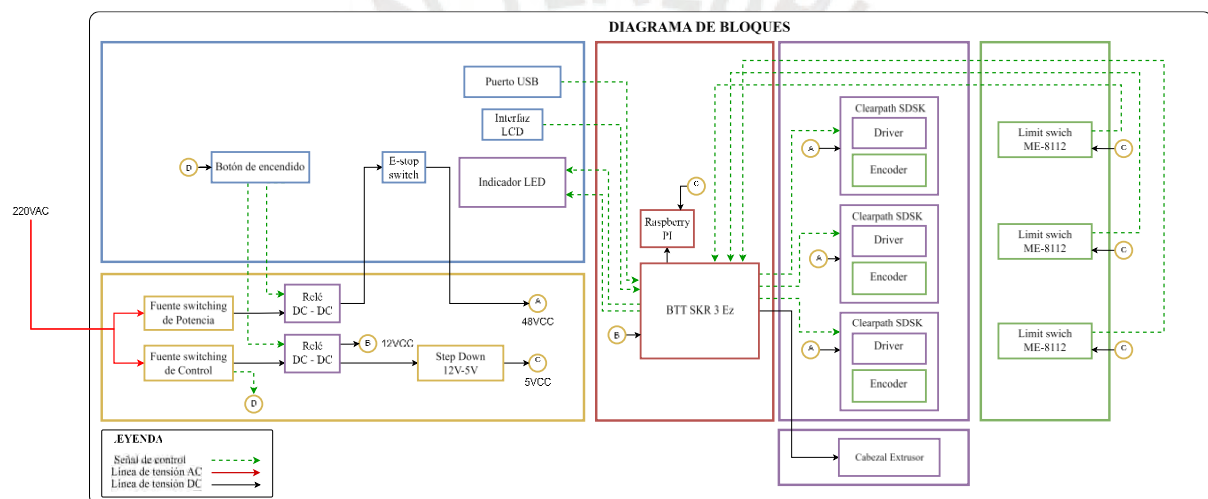 DIAGRAMA DE BLOQUES
Puerto USB
Interfaz
LCD
Indicador LED
D
Botón de encendido
E-stop
switch
220VAC
Fuente switching
de Potencia
Relé
DC - DC
A
48VCC
Fuente switching
de Control
Relé
DC - DC
B
12VCC
Step Down
12V-5V
C
5VCC
D
C
Raspberry
PI
BTT SKR 3 Ez
B
Clearpath SDSK
Driver
Encoder
A
Clearpath SDSK
Driver
Encoder
A
Clearpath SDSK
Driver
Encoder
A
Limit swich
ME-8112
C
Limit swich
ME-8112
C
Limit swich
ME-8112
C
Cabezal Extrusor
.EYENDA
Señal de control
Línea de tensión AC
Línea de tensión DC